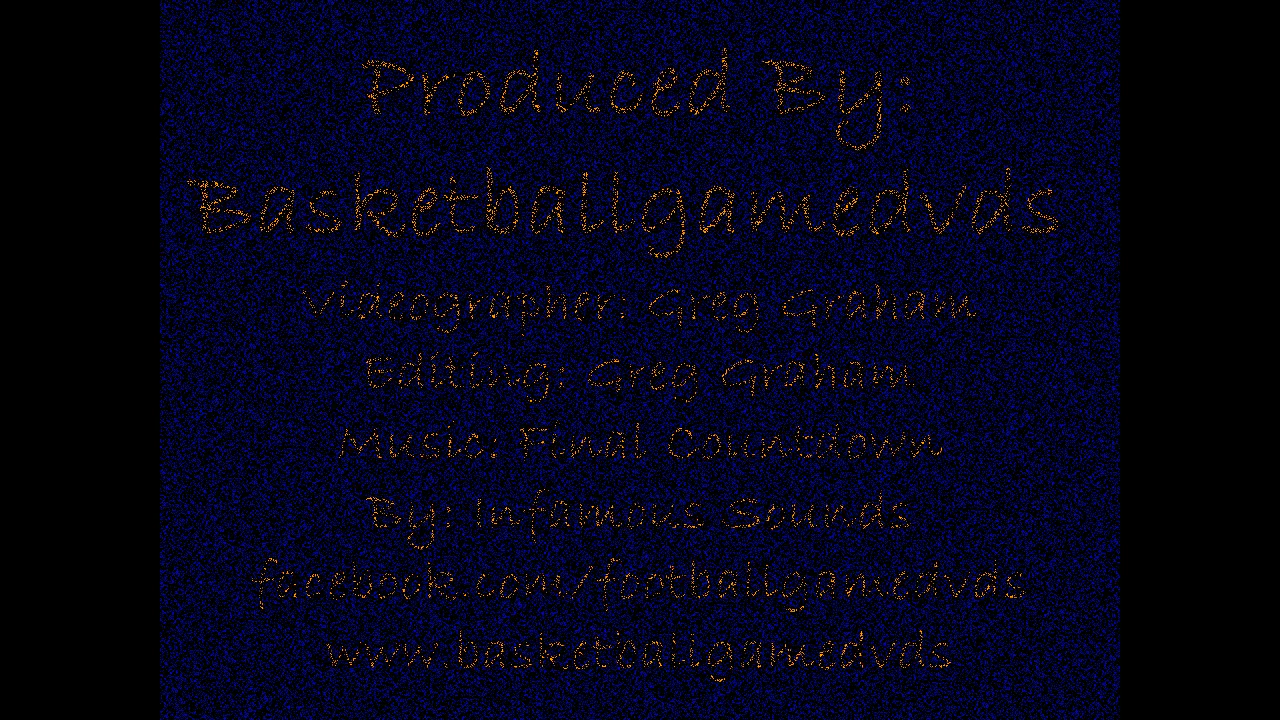 Produced By:
Basketballgamedvds
Videographer: Greg Graham
Editing: Greg Graham
Music: Final Countdown
By: Infamous Sounds
facebook.com/footballgamedvds
www.basketballgamedvds